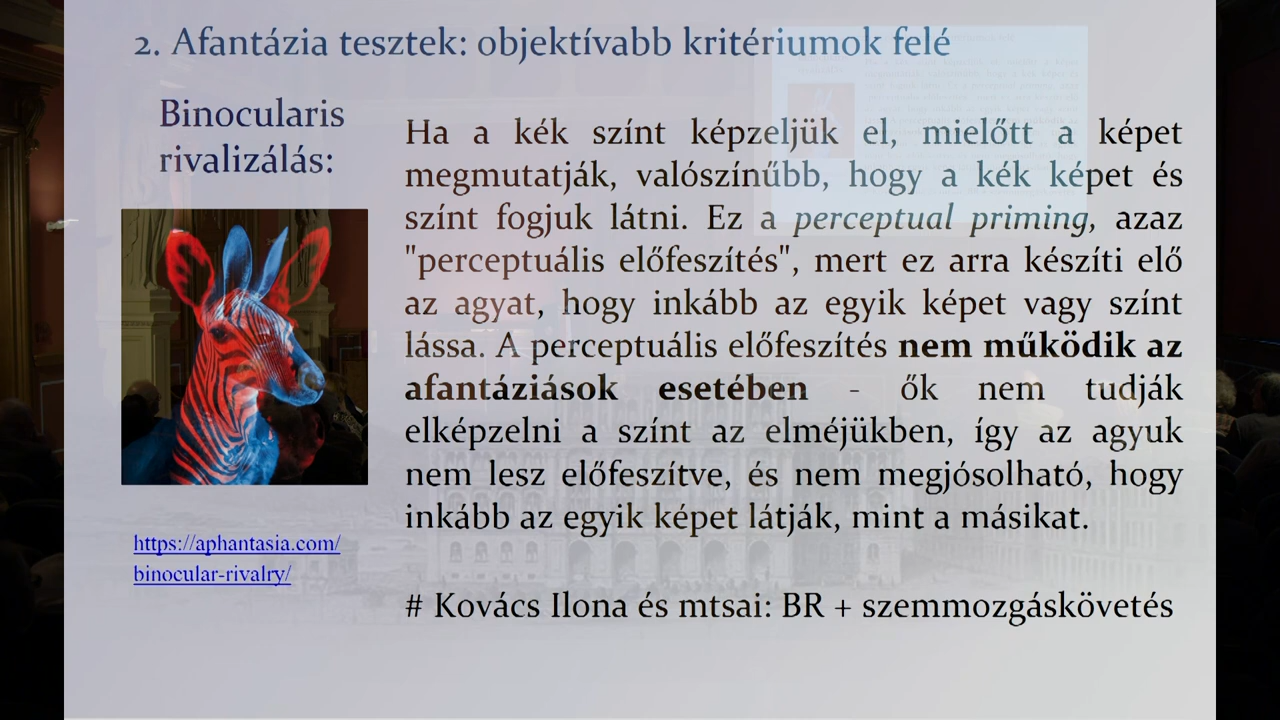 2. Afantázia tesztek: objektívabb kritériumok felé
Binocularis
rivalizálás:
Ha a kék színt képzeljük el, mielőtt a képet
megmutatják, valószínűbb, hogy a kék képet és
színt fogjuk látni. Ez a perceptual priming, azaz
"perceptuális előfeszítés", mert ez arra készíti elő
az agyat, hogy inkább az egyik képet vagy színt
lássa. A perceptuális előfeszítés nem működik az
afantáziások esetében - ők nem tudják
elképzelni a színt az elméjükben, így az agyuk
nem lesz előfeszítve, és nem megjósolható, hogy
inkább az egyik képet látják, mint a másikat.
https://aphantasia.com/
binocular-rivalry/
# Kovács Ilona és mtsai: BR + szemmozgáskövetés